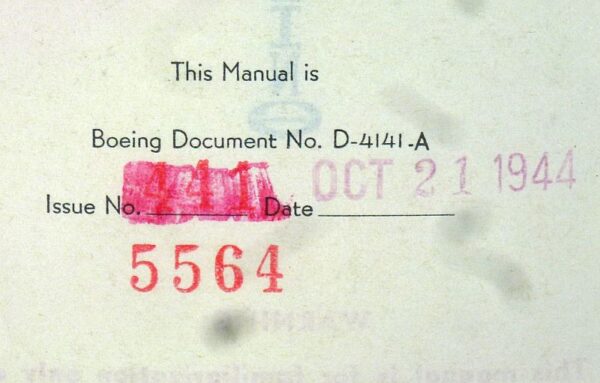 This Manual is
Boeing Document No. D-4141-A
Issue No. 441 Date OCT 21 1944
5564